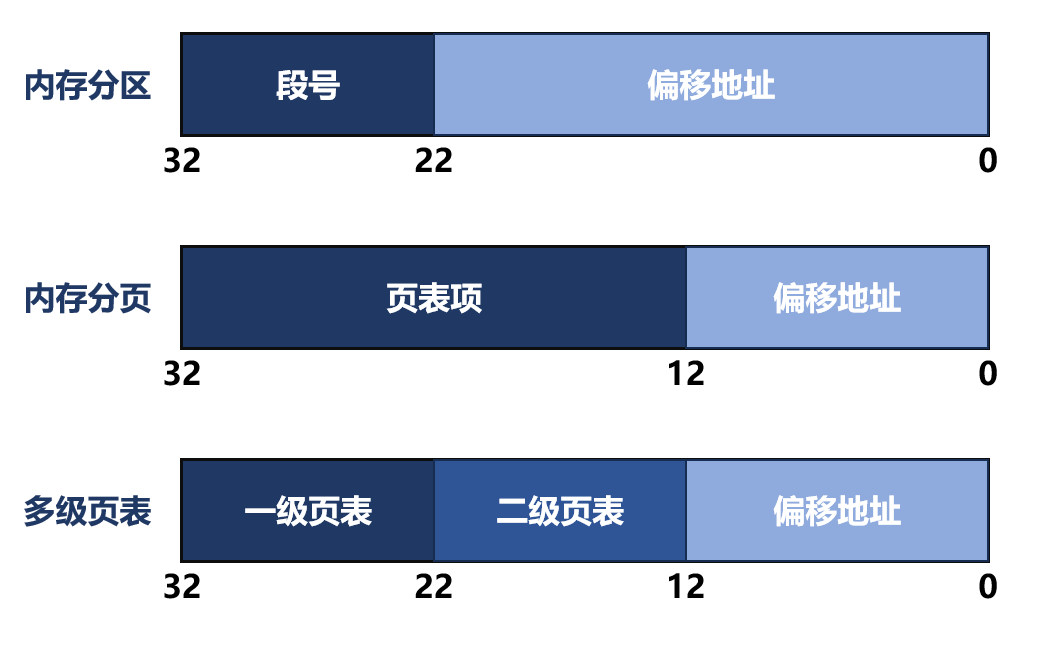 内存分区 段号 偏移地址
32 22 0
内存分页 页表项 偏移地址
32 12 0
多级页表 一级页表 二级页表 偏移地址
32 22 12 0